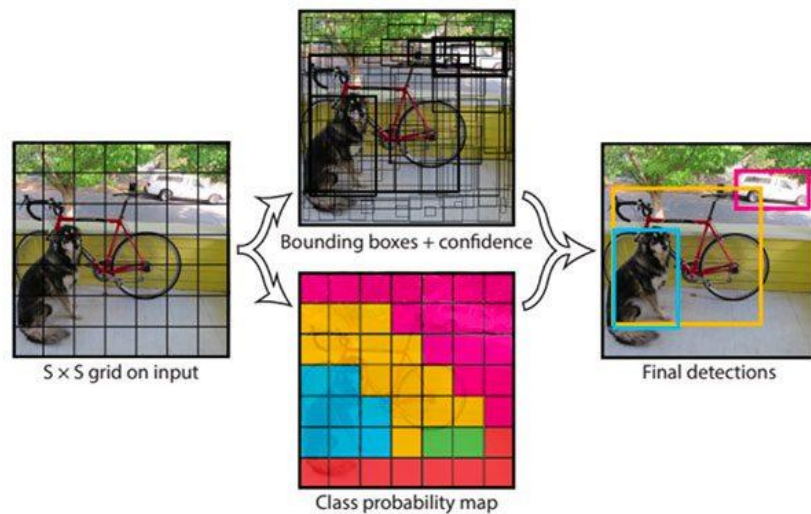 Bounding boxes + confidence
S × S grid on input
Final detections
Class probability map